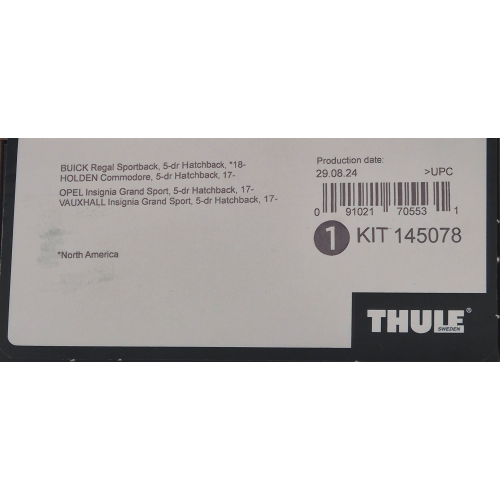 BUICK Regal Sportback, 5-dr Hatchback, *18-
HOLDEN Commodore, 5-dr Hatchback, 17-
OPEL Insignia Grand Sport, 5-dr Hatchback, 17-
VAUXHALL Insignia Grand Sport, 5-dr Hatchback, 17-
*North America
Production date:
29.08.24 >UPC
0 91021 70553 1
1 KIT 145078
THULE®
SWEDEN